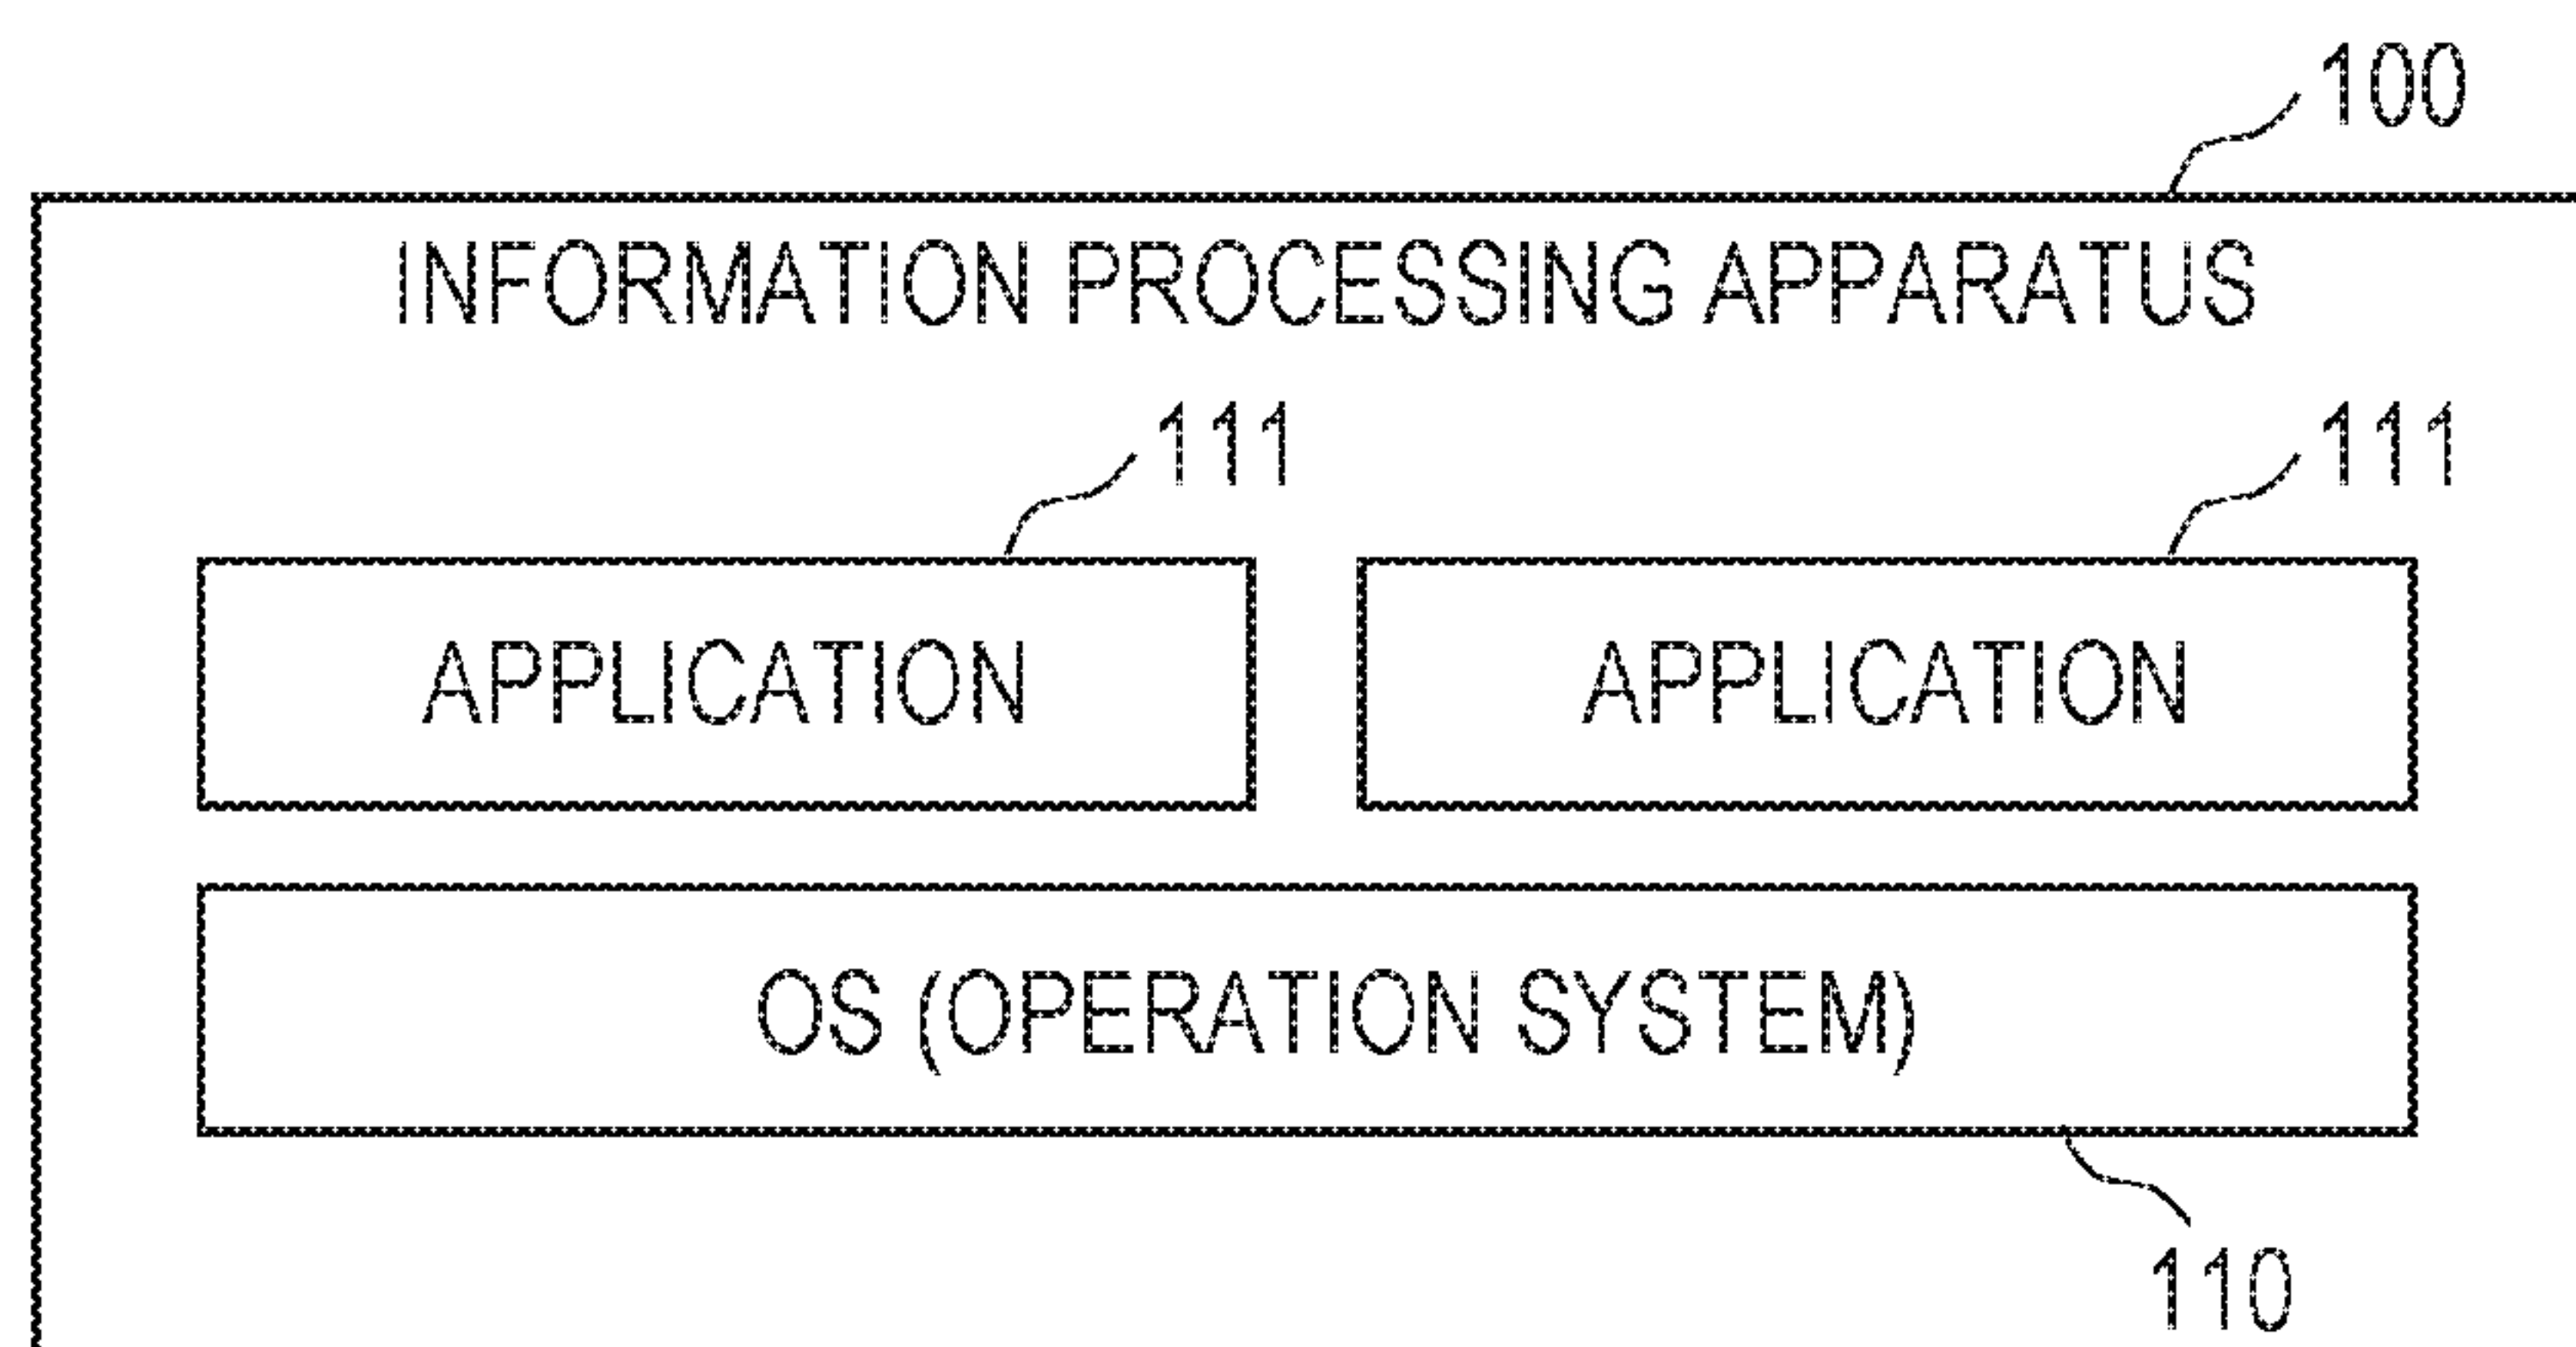 100
INFORMATION PROCESSING APPARATUS
111 111
APPLICATION APPLICATION
OS (OPERATION SYSTEM)
110